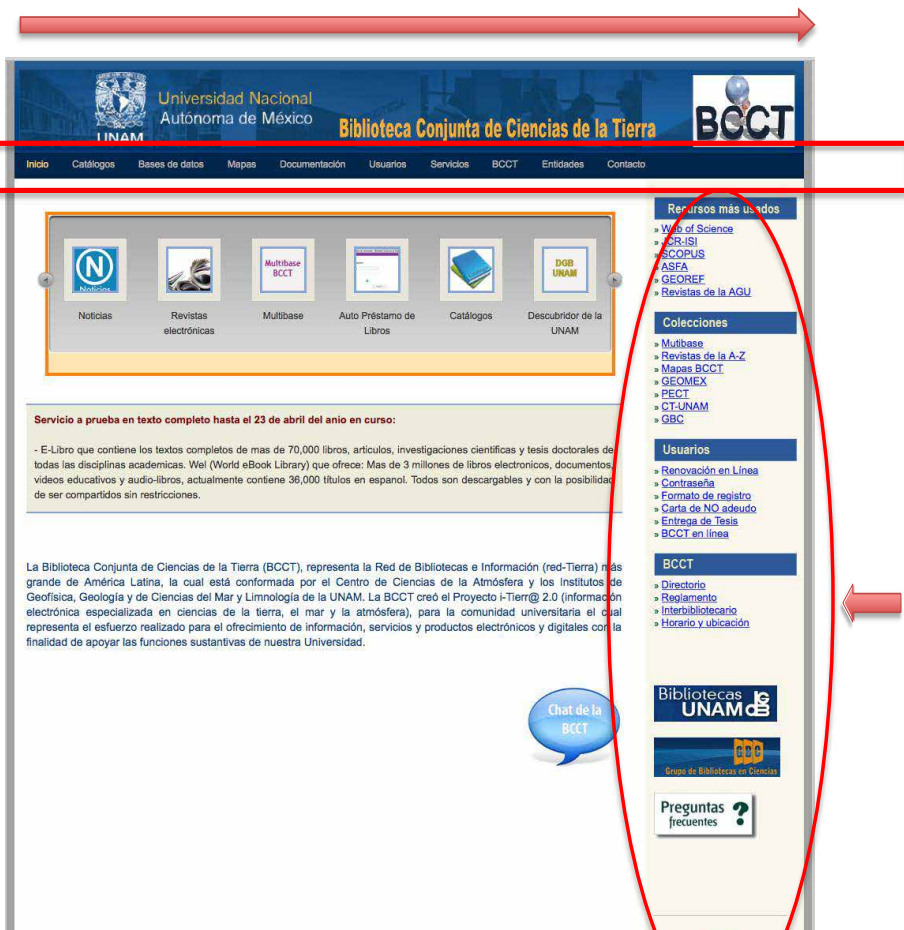 UNAM
Universidad Nacional
Autónoma de México
Biblioteca Conjunta de Ciencias de la Tierra
BCCT
Inicio Catálogos Bases de datos Mapas Documentación Usuarios Servicios BCCT Entidades Contacto
N
Noticias
Multibase
BCCT
DGB
UNAM
Noticias
Revistas
electrónicas
Multibase
Auto Préstamo de
Libros
Catálogos
Descubridor de la
UNAM
Servicio a prueba en texto completo hasta el 23 de abril del anio en curso:
- E-Libro que contiene los textos completos de mas de 70,000 libros, articulos, investigaciones cientificas y tesis doctorales de
todas las disciplinas academicas. Wel (World eBook Library) que ofrece: Mas de 3 millones de libros electronicos, documentos,
videos educativos y audio-libros, actualmente contiene 36,000 títulos en espanol. Todos son descargables y con la posibilidad
de ser compartidos sin restricciones.
La Biblioteca Conjunta de Ciencias de la Tierra (BCCT), representa la Red de Bibliotecas e Información (red-Tierra) más
grande de América Latina, la cual está conformada por el Centro de Ciencias de la Atmósfera y los Institutos de
Geofísica, Geología y de Ciencias del Mar y Limnología de la UNAM. La BCCT creó el Proyecto i-Tierr@ 2.0 (información
electrónica especializada en ciencias de la tierra, el mar y la atmósfera), para la comunidad universitaria el cual
representa el esfuerzo realizado para el ofrecimiento de información, servicios y productos electrónicos y digitales con la
finalidad de apoyar las funciones sustantivas de nuestra Universidad.
Chat de la
BCCT
Recursos más usados
» Web of Science
» JCR-ISI
» SCOPUS
» ASFA
» GEOREF
» Revistas de la AGU
Colecciones
» Mutibase
» Revistas de la A-Z
» Mapas BCCT
» GEOMEX
» PECT
» CT-UNAM
» GBC
Usuarios
» Renovación en Línea
» Contraseña
» Formato de registro
» Carta de NO adeudo
» Entrega de Tesis
» BCCT en línea
BCCT
» Directorio
» Reglamento
» Interbibliotecario
» Horario y ubicación
Bibliotecas
UNAM
GBC
Grupo de Bibliotecas en Ciencias
Preguntas
frecuentes ?